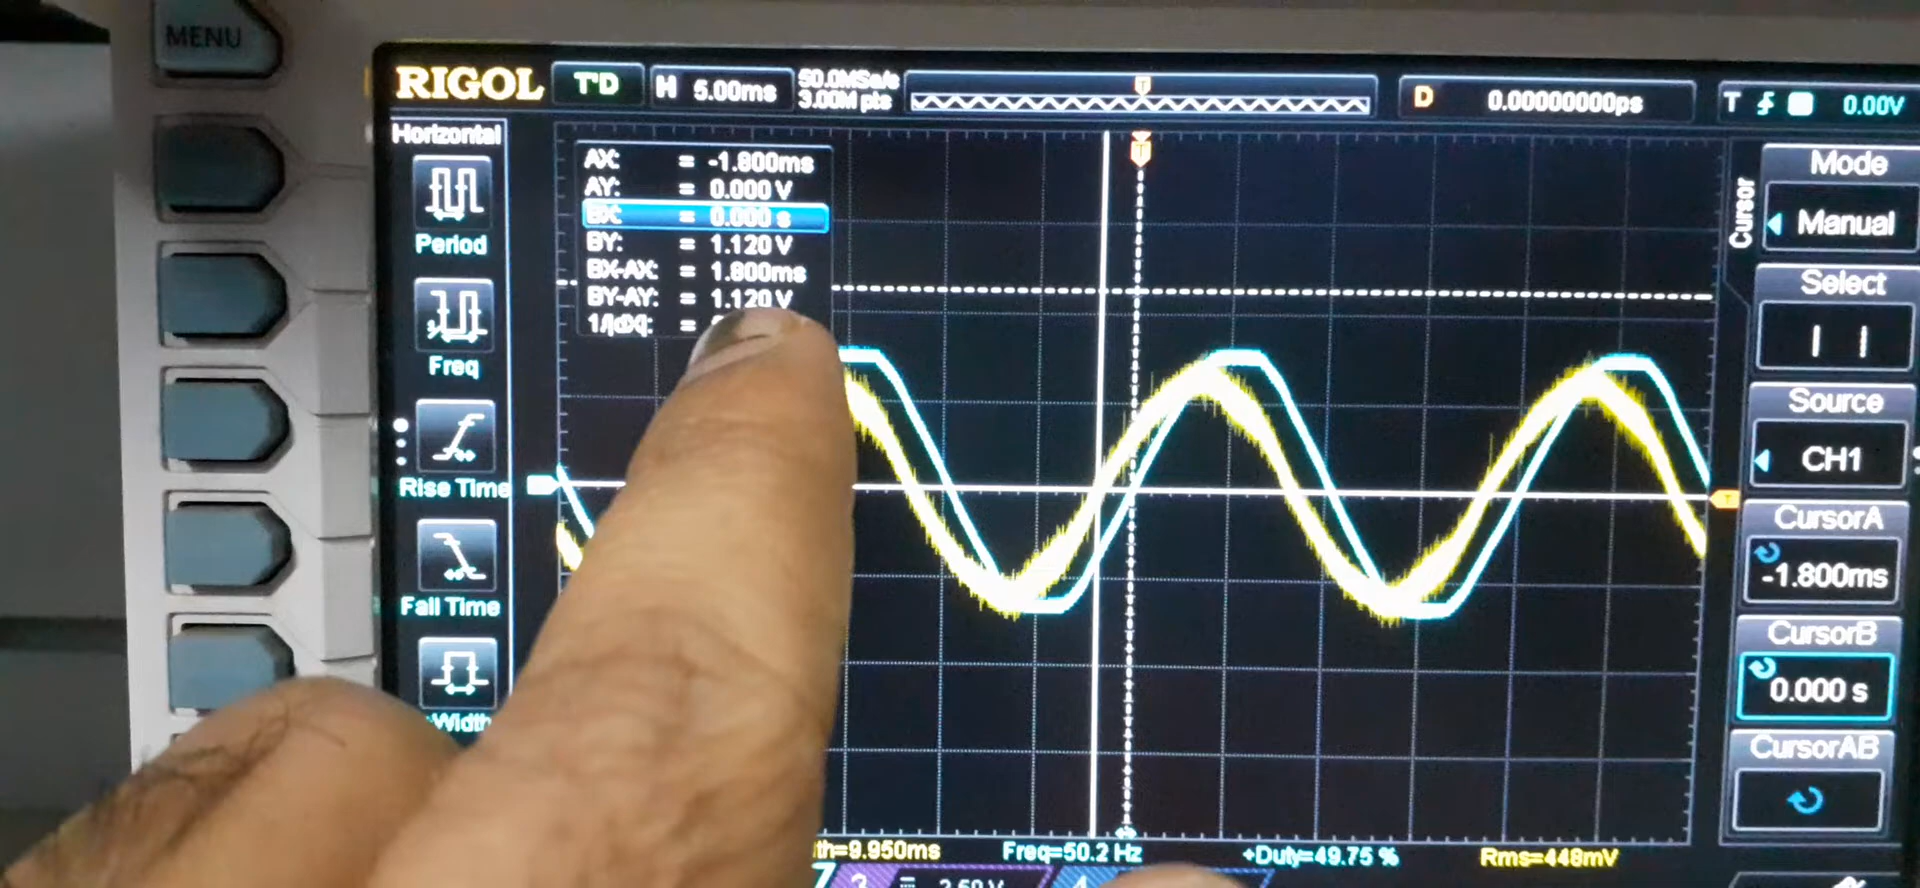 MENU
RIGOL T'D H 5.00ms 50.0MSa/s 3.00M pts D 0.00000000ps T 0.00V
Horizontal
Period
Freq
Rise Time
Fall Time
+Width
AX: = -1.800ms
AY: = 0.000 V
BX: = 0.000 s
BY: = 1.120 V
BX-AX: = 1.800ms
BY-AY: = 1.120 V
1/|dX|: =
Cursor
Mode
Manual
Select
Source
CH1
CursorA
-1.800ms
CursorB
0.000 s
CursorAB
th=9.950ms Freq=50.2 Hz +Duty=49.75 % Rms=448mV
3 = 4